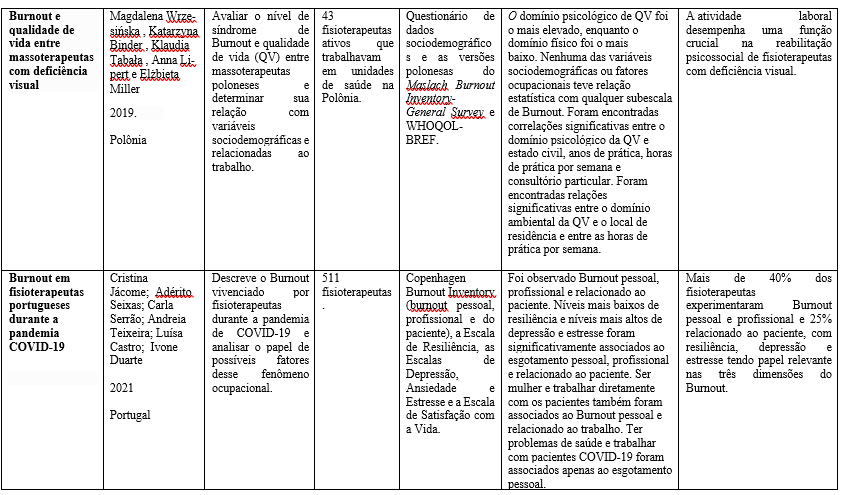 Burnout e
qualidade de
vida entre
massoterapeutas
com deficiência
visual
Magdalena Wrze-
sińska , Katarzyna
Binder , Klaudia
Tabała , Anna Li-
pert e Elżbieta
Miller
2019.
Polônia
Avaliar o nível de
síndrome de
Burnout e qualidade
de vida (QV) entre
massoterapeutas
poloneses e
determinar sua
relação com
variáveis
sociodemográficas e
relacionadas ao
trabalho.
43
fisioterapeutas
ativos que
trabalhavam
em unidades
de saúde na
Polônia.
Questionário de
dados
sociodemográfico
s e as versões
polonesas do
Maslach Burnout
Inventory-
General Survey e
WHOQOL-
BREF.
O domínio psicológico de QV foi
o mais elevado, enquanto o
domínio físico foi o mais
baixo. Nenhuma das variáveis
sociodemográficas ou fatores
ocupacionais teve relação
estatística com qualquer subescala
de Burnout. Foram encontradas
correlações significativas entre o
domínio psicológico da QV e
estado civil, anos de prática, horas
de prática por semana e
consultório particular. Foram
encontradas relações
significativas entre o domínio
ambiental da QV e o local de
residência e entre as horas de
prática por semana.
A atividade laboral
desempenha uma função
crucial na reabilitação
psicossocial de fisioterapeutas
com deficiência visual.
Burnout em
fisioterapeutas
portugueses
durante a
pandemia
COVID-19
Cristina
Jácome; Adérito
Seixas; Carla
Serrão; Andreia
Teixeira; Luísa
Castro; Ivone
Duarte
2021
Portugal
Descreve o Burnout
vivenciado por
fisioterapeutas
durante a pandemia
de COVID-19 e
analisar o papel de
possíveis fatores
desse fenômeno
ocupacional.
511
fisioterapeutas
.
Copenhagen
Burnout Inventory
(burnout pessoal,
profissional e do
paciente), a Escala
de Resiliência, as
Escalas de
Depressão,
Ansiedade e
Estresse e a Escala
de Satisfação com
a Vida.
Foi observado Burnout pessoal,
profissional e relacionado ao
paciente. Níveis mais baixos de
resiliência e níveis mais altos de
depressão e estresse foram
significativamente associados ao
esgotamento pessoal, profissional
e relacionado ao paciente. Ser
mulher e trabalhar diretamente
com os pacientes também foram
associados ao Burnout pessoal e
relacionado ao trabalho. Ter
problemas de saúde e trabalhar
com pacientes COVID-19 foram
associados apenas ao esgotamento
pessoal.
Mais de 40% dos
fisioterapeutas
experimentaram Burnout
pessoal e profissional e 25%
relacionado ao paciente, com
resiliência, depressão e
estresse tendo papel relevante
nas três dimensões do
Burnout.